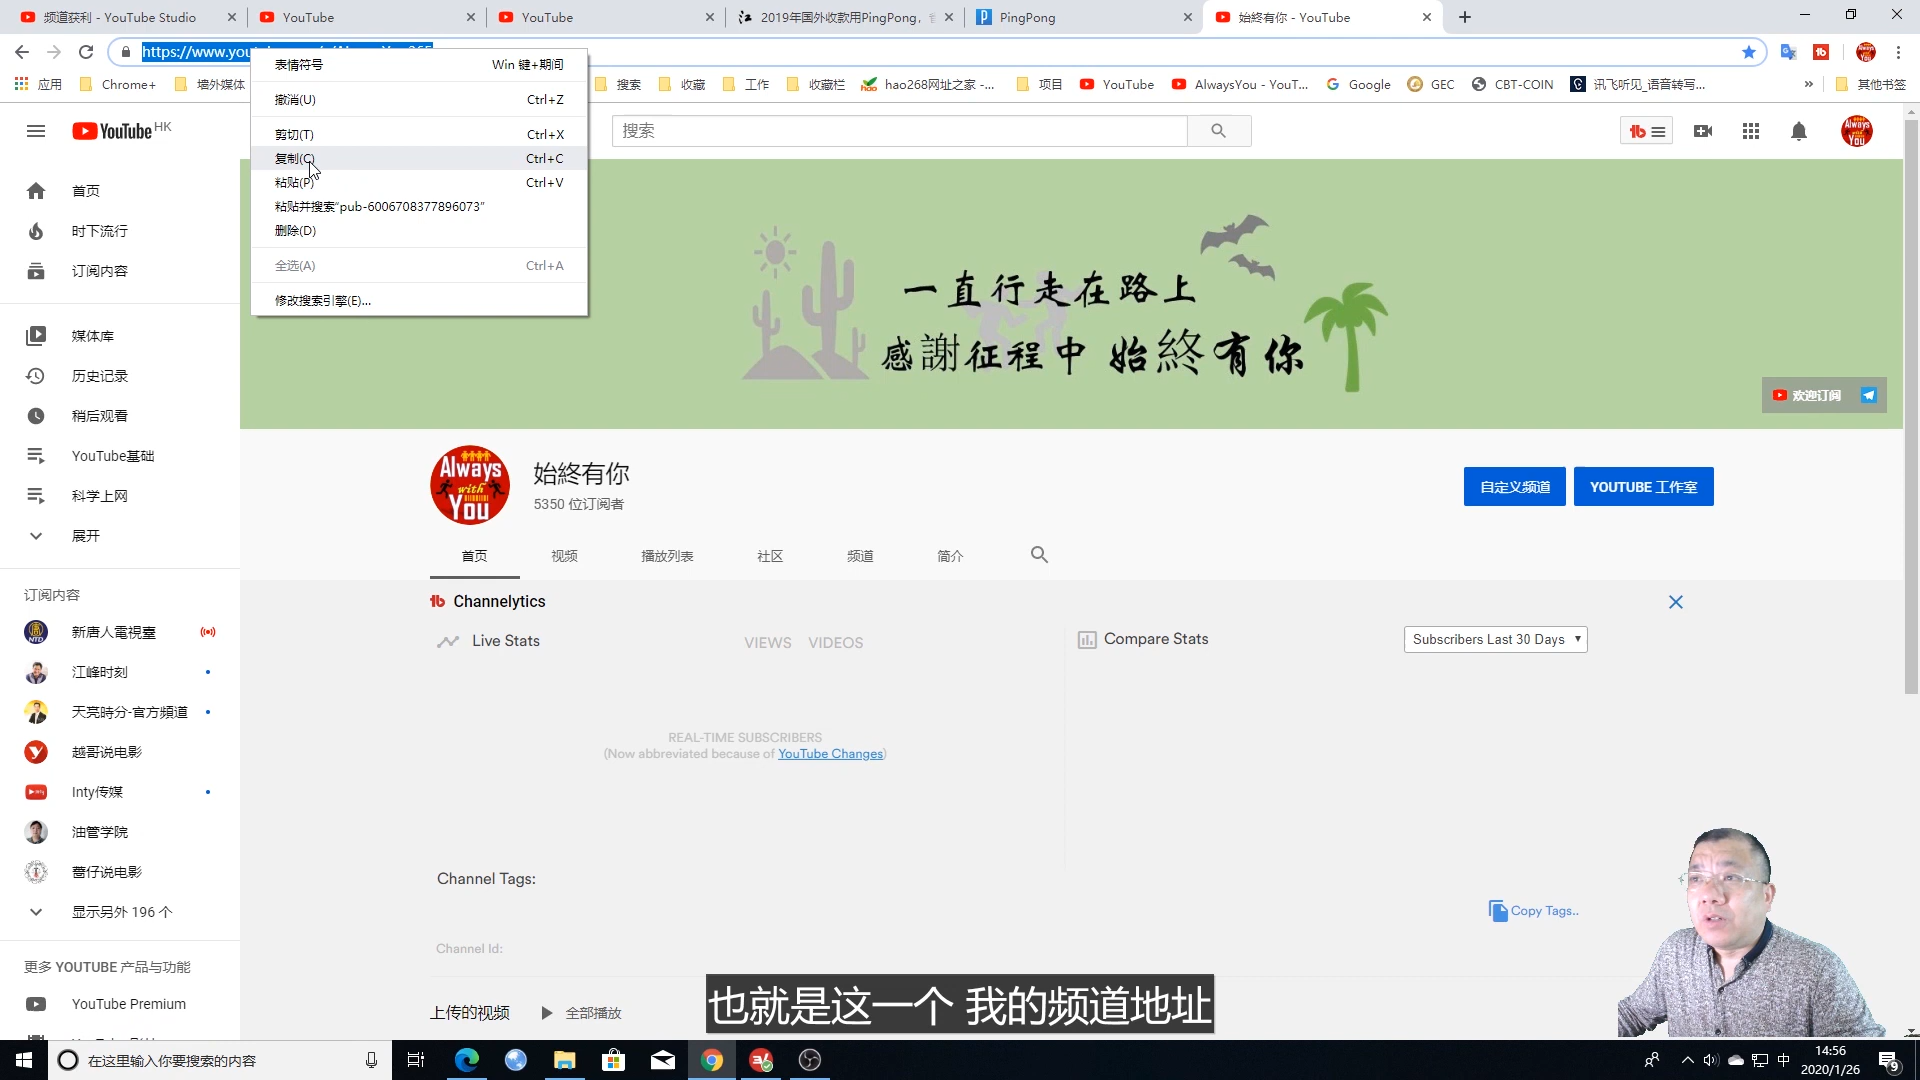 频道获利 - YouTube Studio
YouTube
YouTube
2019年国外收款用PingPong，
PingPong
始終有你 - YouTube
https://www.you
应用
Chrome+
墙外媒体
搜索
收藏
工作
收藏栏
hao268网址之家 -...
项目
YouTube
AlwaysYou - YouT...
Google
GEC
CBT-COIN
讯飞听见_语音转写...
»
其他书签
表情符号 Win 键+期间
撤消(U) Ctrl+Z
剪切(T) Ctrl+X
复制(C) Ctrl+C
粘贴(P) Ctrl+V
粘贴并搜索“pub-6006708377896073”
删除(D)
全选(A) Ctrl+A
修改搜索引擎(E)...
YouTube HK
搜索
首页
时下流行
订阅内容
媒体库
历史记录
稍后观看
YouTube基础
科学上网
展开
订阅内容
新唐人電視臺
江峰时刻
天亮時分-官方頻道
越哥说电影
Inty传媒
油管学院
薔仔说电影
显示另外 196 个
更多 YOUTUBE 产品与功能
YouTube Premium
一直行走在路上
感謝征程中 始終有你
欢迎订阅
Always
with
You
始終有你
5350 位订阅者
自定义频道
YOUTUBE 工作室
首页
视频
播放列表
社区
频道
简介
Channelytics
Live Stats
VIEWS
VIDEOS
Compare Stats
Subscribers Last 30 Days
REAL-TIME SUBSCRIBERS
(Now abbreviated because of YouTube Changes)
Channel Tags:
Copy Tags..
Channel Id:
上传的视频
全部播放
也就是这一个 我的频道地址
在这里输入你要搜索的内容
中
14:56
2020/1/26
9